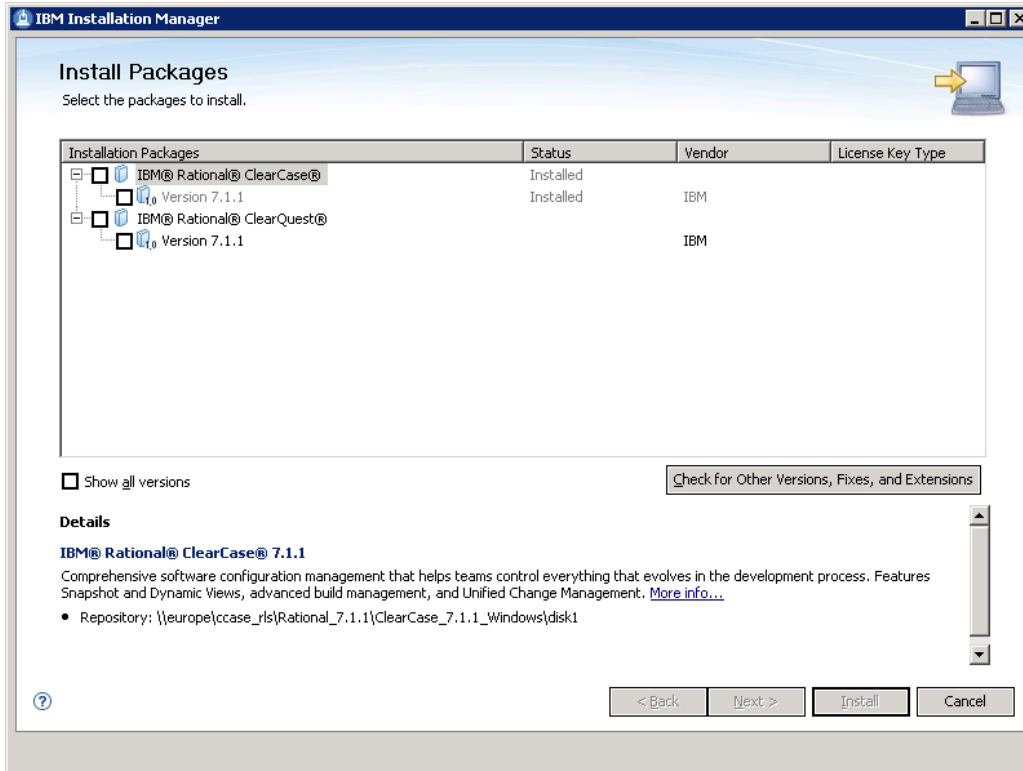 IBM Installation Manager
Install Packages
Select the packages to install.
Installation Packages Status Vendor License Key Type
IBM® Rational® ClearCase® Installed
1.0 Version 7.1.1 Installed IBM
IBM® Rational® ClearQuest®
1.0 Version 7.1.1 IBM
Show all versions
Check for Other Versions, Fixes, and Extensions
Details
IBM® Rational® ClearCase® 7.1.1
Comprehensive software configuration management that helps teams control everything that evolves in the development process. Features
Snapshot and Dynamic Views, advanced build management, and Unified Change Management. More info...
• Repository: \\europe\ccase_rls\Rational_7.1.1\ClearCase_7.1.1_Windows\disk1
? < Back Next > Install Cancel